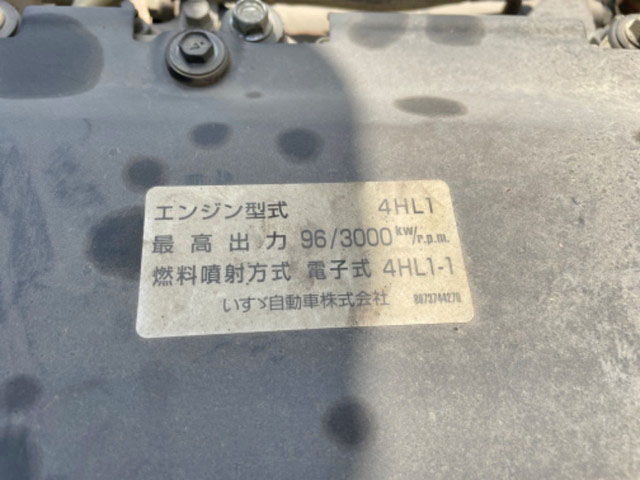 エンジン型式 4HL1
最高出力 96/3000 kw/r.p.m.
燃料噴射方式 電子式 4HL1-1
いすゞ自動車株式会社